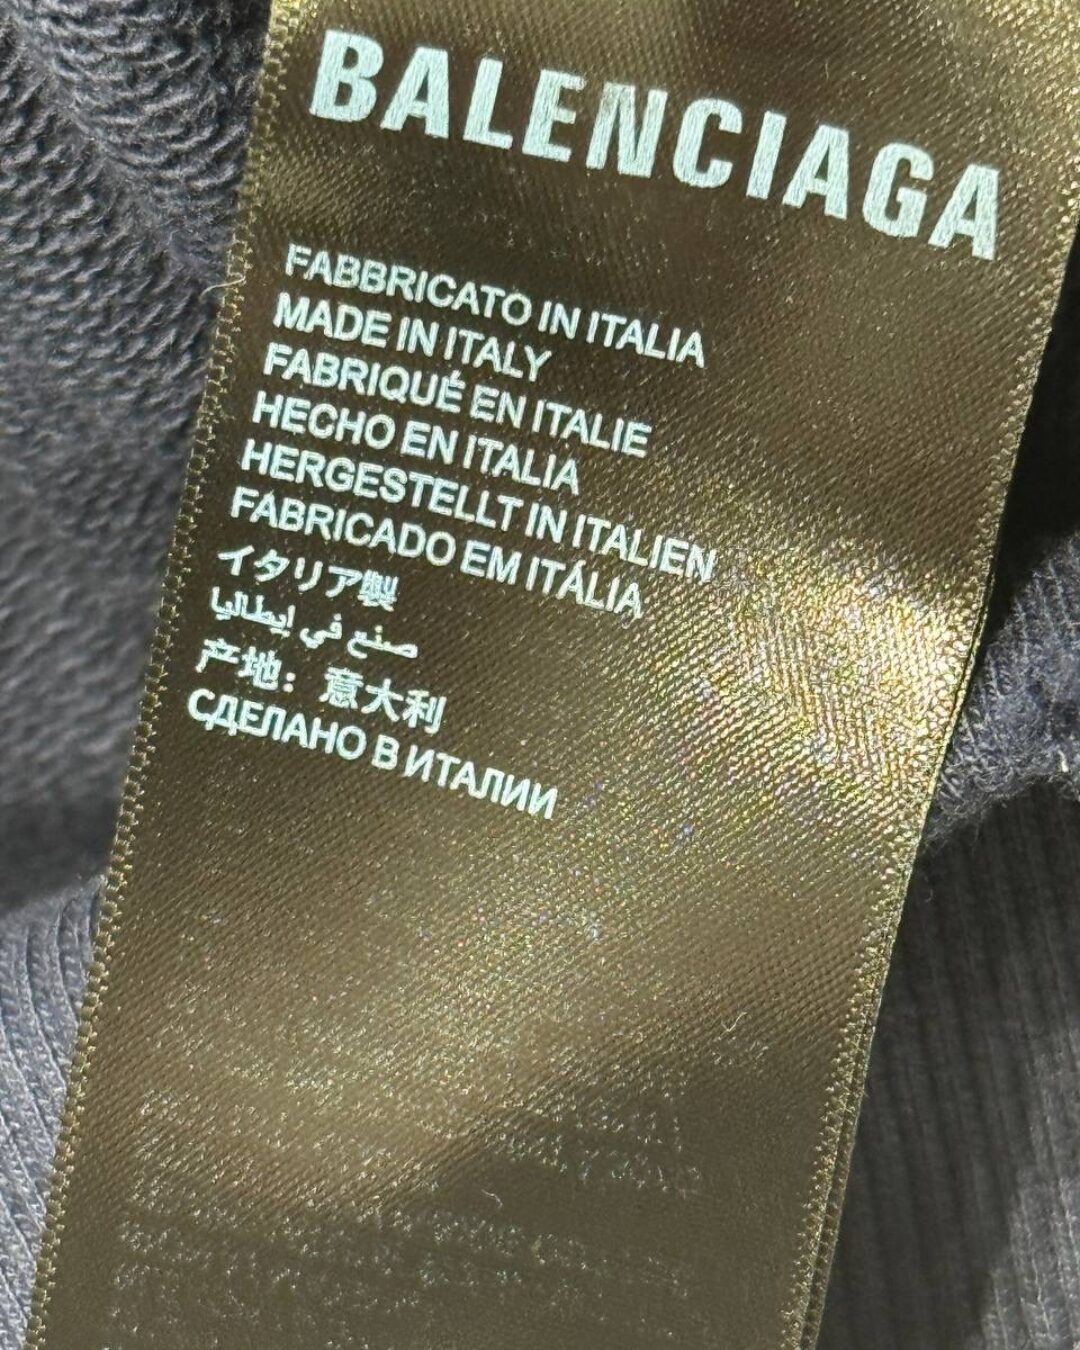 BALENCIAGA
FABBRICATO IN ITALIA
MADE IN ITALY
FABRIQUÉ EN ITALIE
HECHO EN ITALIA
HERGESTELLT IN ITALIEN
FABRICADO EM ITÁLIA
イタリア製
صنع في إيطاليا
产地：意大利
СДЕЛАНО В ИТАЛИИ